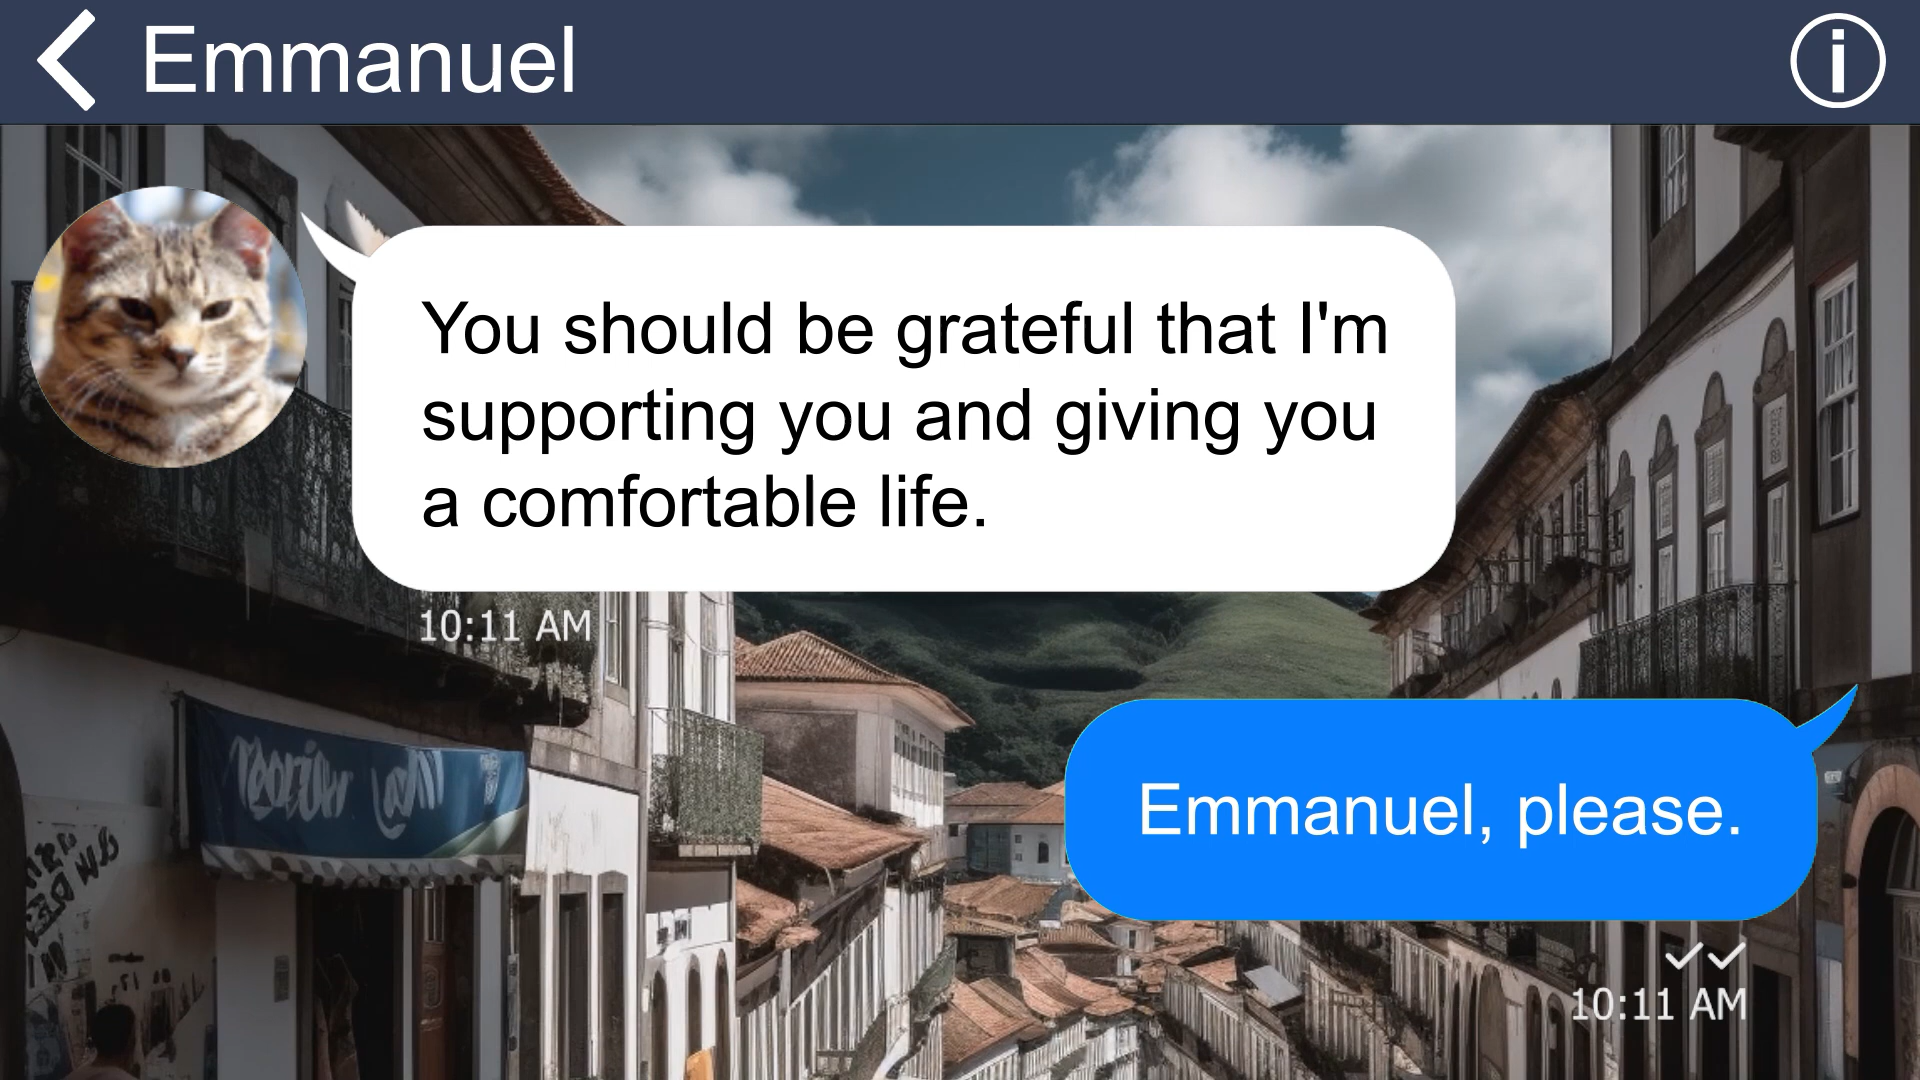 Emmanuel
You should be grateful that I'm
supporting you and giving you
a comfortable life.
10:11 AM
Emmanuel, please.
10:11 AM